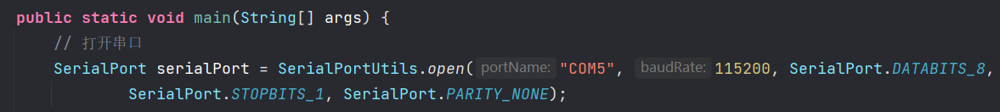 public static void main(String[] args) {
// 打开串口
SerialPort serialPort = SerialPortUtils.open( portName: "COM5", baudRate: 115200, SerialPort.DATABITS_8,
SerialPort.STOPBITS_1, SerialPort.PARITY_NONE);